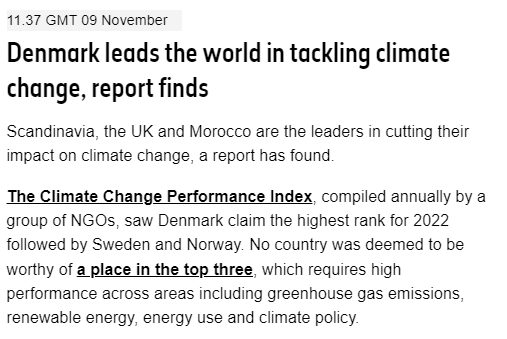 11.37 GMT 09 November
Denmark leads the world in tackling climate
change, report finds
Scandinavia, the UK and Morocco are the leaders in cutting their
impact on climate change, a report has found.
The Climate Change Performance Index, compiled annually by a
group of NGOs, saw Denmark claim the highest rank for 2022
followed by Sweden and Norway. No country was deemed to be
worthy of a place in the top three, which requires high
performance across areas including greenhouse gas emissions,
renewable energy, energy use and climate policy.